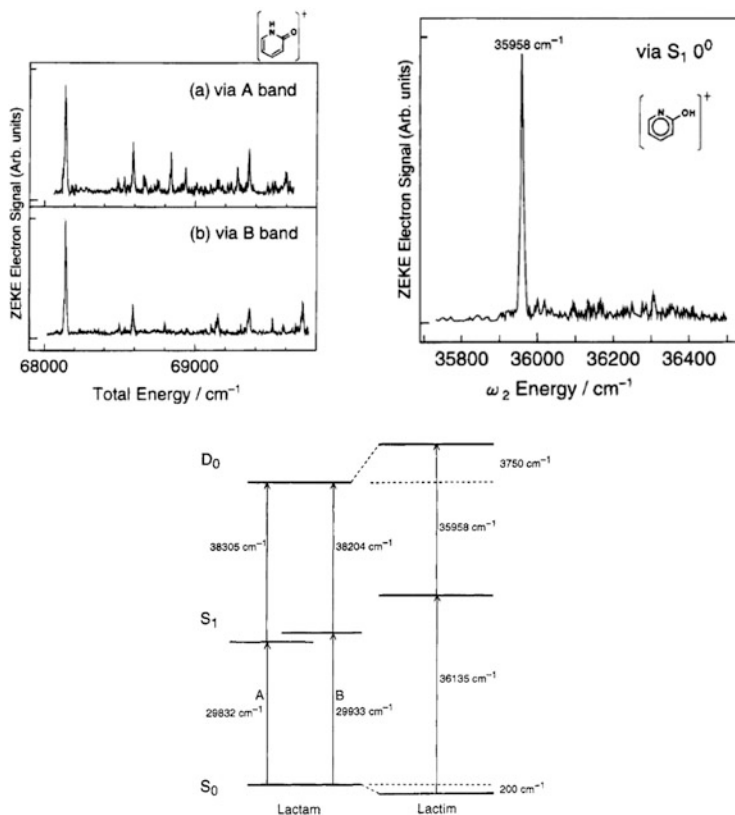 H
N
O
+
(a) via A band
(b) via B band
ZEKE Electron Signal (Arb. units)
68000
69000
Total Energy / cm⁻¹
35958 cm⁻¹
via S₁ 0⁰
N
OH
+
ZEKE Electron Signal (Arb. units)
35800
36000
36200
36400
ω₂ Energy / cm⁻¹
D₀
3750 cm⁻¹
38305 cm⁻¹
38204 cm⁻¹
35958 cm⁻¹
S₁
A
29832 cm⁻¹
B
29933 cm⁻¹
36135 cm⁻¹
S₀
200 cm⁻¹
Lactam
Lactim